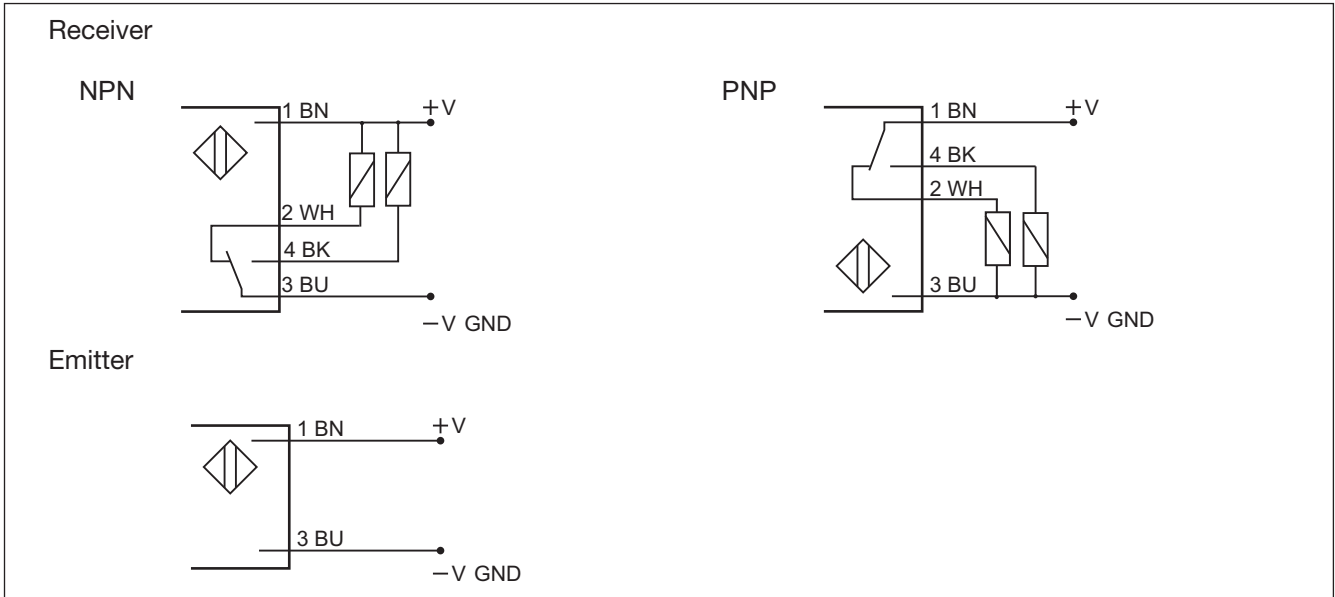 Receiver
NPN
1 BN
+V
2 WH
4 BK
3 BU
−V GND
PNP
1 BN
+V
4 BK
2 WH
3 BU
−V GND
Emitter
1 BN
+V
3 BU
−V GND